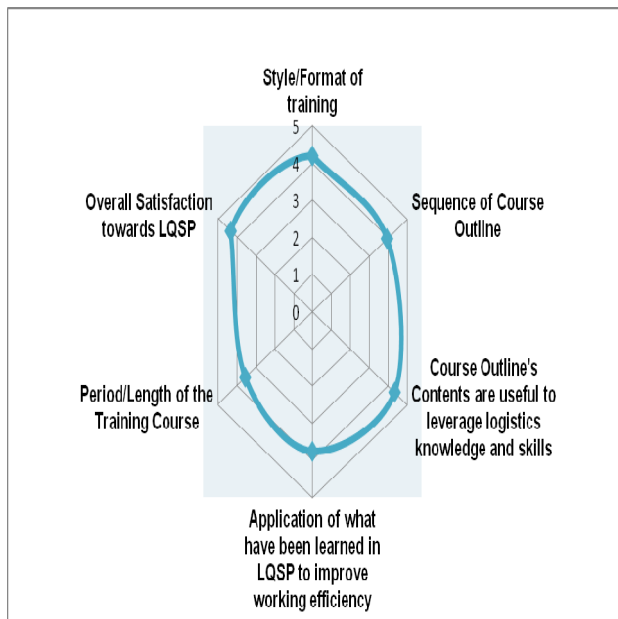 Style/Format of
training
5
4
3
2
1
0
Overall Satisfaction
towards LQSP
Sequence of Course
Outline
Period/Length of the
Training Course
Course Outline's
Contents are useful to
leverage logistics
knowledge and skills
Application of what
have been learned in
LQSP to improve
working efficiency